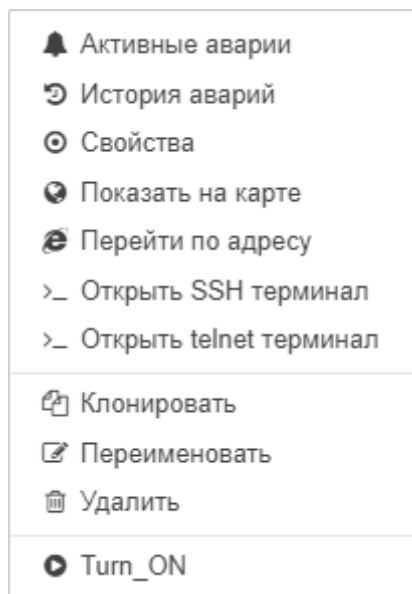 Активные аварии
История аварий
Свойства
Показать на карте
Перейти по адресу
Открыть SSH терминал
Открыть telnet терминал
Клонировать
Переименовать
Удалить
Turn_ON